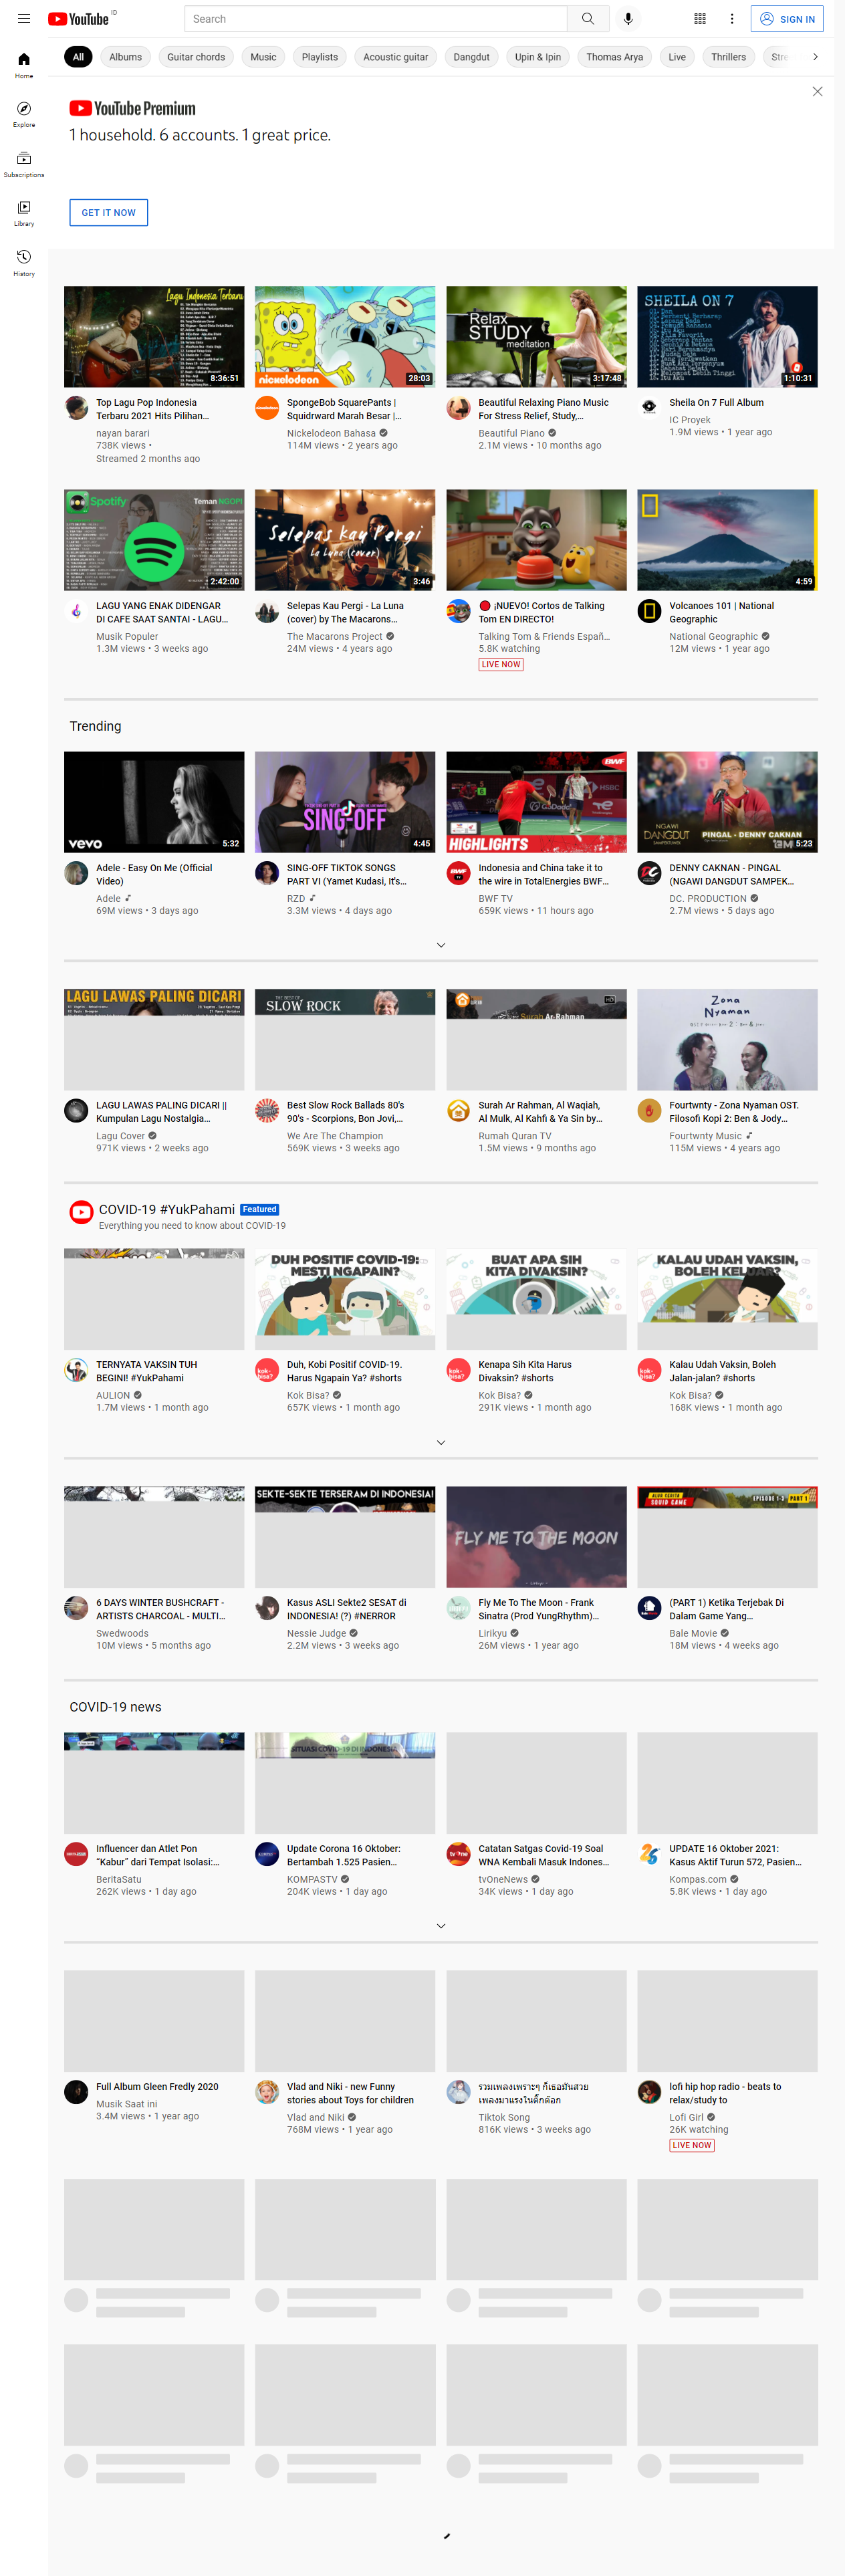 YouTube ID
Search
SIGN IN
Home
Explore
Subscriptions
Library
History
All
Albums
Guitar chords
Music
Playlists
Acoustic guitar
Dangdut
Upin & Ipin
Thomas Arya
Live
Thrillers
YouTube Premium
1 household. 6 accounts. 1 great price.
GET IT NOW
Lagu Indonesia Terbaru
8:36:51
nickelodeon
28:03
Relax
STUDY
meditation
3:17:48
SHEILA ON 7
1:10:31
Top Lagu Pop Indonesia
Terbaru 2021 Hits Pilihan...
nayan barari
738K views •
Streamed 2 months ago
SpongeBob SquarePants |
Squidrward Marah Besar |...
Nickelodeon Bahasa
114M views • 2 years ago
Beautiful Relaxing Piano Music
For Stress Relief, Study,...
Beautiful Piano
2.1M views • 10 months ago
Sheila On 7 Full Album
IC Proyek
1.9M views • 1 year ago
Spotify
Teman NGOPI
2:42:00
Selepas Kau Pergi
La Luna (cover)
3:46
4:59
LAGU YANG ENAK DIDENGAR
DI CAFE SAAT SANTAI - LAGU...
Musik Populer
1.3M views • 3 weeks ago
Selepas Kau Pergi - La Luna
(cover) by The Macarons...
The Macarons Project
24M views • 4 years ago
¡NUEVO! Cortos de Talking
Tom EN DIRECTO!
Talking Tom & Friends Españ...
5.8K watching
LIVE NOW
Volcanoes 101 | National
Geographic
National Geographic
12M views • 1 year ago
Trending
vevo
5:32
SING-OFF
4:45
BWF
HSBC
HIGHLIGHTS
NGAWI
DANGDUT
PINGAL - DENNY CAKNAN
5:23
Adele - Easy On Me (Official
Video)
Adele
69M views • 3 days ago
SING-OFF TIKTOK SONGS
PART VI (Yamet Kudasi, It's...
RZD
3.3M views • 4 days ago
Indonesia and China take it to
the wire in TotalEnergies BWF...
BWF TV
659K views • 11 hours ago
DENNY CAKNAN - PINGAL
(NGAWI DANGDUT SAMPEK...
DC. PRODUCTION
2.7M views • 5 days ago
LAGU LAWAS PALING DICARI
THE BEST OF
SLOW ROCK
Surah Ar-Rahman
HD
Zona
Nyaman
LAGU LAWAS PALING DICARI ||
Kumpulan Lagu Nostalgia...
Lagu Cover
971K views • 2 weeks ago
Best Slow Rock Ballads 80's
90's - Scorpions, Bon Jovi,...
We Are The Champion
569K views • 3 weeks ago
Surah Ar Rahman, Al Waqiah,
Al Mulk, Al Kahfi & Ya Sin by...
Rumah Quran TV
1.5M views • 9 months ago
Fourtwnty - Zona Nyaman OST.
Filosofi Kopi 2: Ben & Jody...
Fourtwnty Music
115M views • 4 years ago
COVID-19 #YukPahami Featured
Everything you need to know about COVID-19
DUH POSITIF COVID-19:
MESTI NGAPAIN?
BUAT APA SIH
KITA DIVAKSIN?
KALAU UDAH VAKSIN,
BOLEH KELUAR?
TERNYATA VAKSIN TUH
BEGINI! #YukPahami
AULION
1.7M views • 1 month ago
kok-
bisa?
Duh, Kobi Positif COVID-19.
Harus Ngapain Ya? #shorts
Kok Bisa?
657K views • 1 month ago
kok-
bisa?
Kenapa Sih Kita Harus
Divaksin? #shorts
Kok Bisa?
291K views • 1 month ago
kok-
bisa?
Kalau Udah Vaksin, Boleh
Jalan-jalan? #shorts
Kok Bisa?
168K views • 1 month ago
SEKTE-SEKTE TERSERAM DI INDONESIA!
FLY ME TO THE MOON
ALUR CERITA
SQUID GAME
EPISODE 1-3 PART 1
6 DAYS WINTER BUSHCRAFT -
ARTISTS CHARCOAL - MULTI...
Swedwoods
10M views • 5 months ago
Kasus ASLI Sekte2 SESAT di
INDONESIA! (?) #NERROR
Nessie Judge
2.2M views • 3 weeks ago
Fly Me To The Moon - Frank
Sinatra (Prod YungRhythm)...
Lirikyu
26M views • 1 year ago
(PART 1) Ketika Terjebak Di
Dalam Game Yang...
Bale Movie
18M views • 4 weeks ago
COVID-19 news
SITUASI COVID-19 DI INDONESIA
Influencer dan Atlet Pon
“Kabur” dari Tempat Isolasi:...
BeritaSatu
262K views • 1 day ago
Update Corona 16 Oktober:
Bertambah 1.525 Pasien...
KOMPASTV
204K views • 1 day ago
tvOne
Catatan Satgas Covid-19 Soal
WNA Kembali Masuk Indones...
tvOneNews
34K views • 1 day ago
UPDATE 16 Oktober 2021:
Kasus Aktif Turun 572, Pasien...
Kompas.com
5.8K views • 1 day ago
Full Album Gleen Fredly 2020
Musik Saat ini
3.4M views • 1 year ago
Vlad and Niki - new Funny
stories about Toys for children
Vlad and Niki
768M views • 1 year ago
รวมเพลงเพราะๆ ก็เธอมันสวย
เพลงมาแรงในติ๊กต๊อก
Tiktok Song
816K views • 3 weeks ago
lofi hip hop radio - beats to
relax/study to
Lofi Girl
26K watching
LIVE NOW